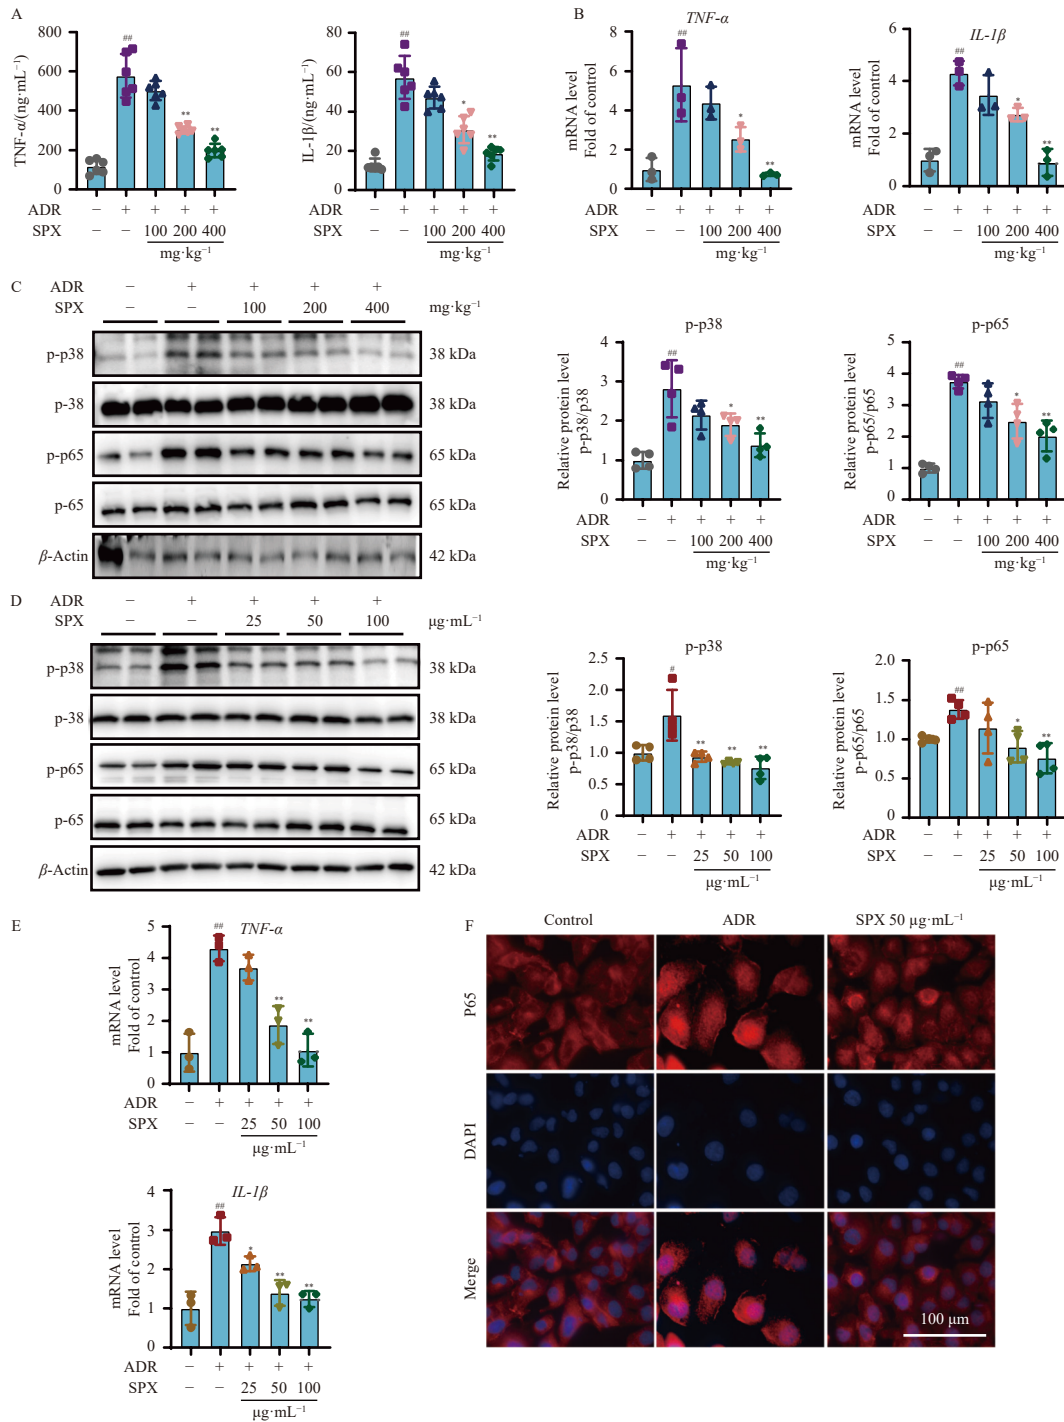 A
TNF-α/(ng·mL⁻¹)
800
600
400
200
0
##
**
**
ADR − + + + +
SPX − − 100 200 400
mg·kg⁻¹
IL-1β/(ng·mL⁻¹)
80
60
40
20
0
##
*
**
ADR − + + + +
SPX − − 100 200 400
mg·kg⁻¹
B
TNF-α
mRNA level
Fold of control
6
4
2
0
##
*
**
ADR − + + + +
SPX − − 100 200 400
mg·kg⁻¹
IL-1β
mRNA level
Fold of control
6
4
2
0
##
*
**
ADR − + + + +
SPX − − 100 200 400
mg·kg⁻¹
C
ADR − + + + +
SPX − − 100 200 400 mg·kg⁻¹
p-p38 38 kDa
p-38 38 kDa
p-p65 65 kDa
p-65 65 kDa
β-Actin 42 kDa
p-p38
Relative protein level
p-p38/p38
4
3
2
1
0
##
*
**
ADR − + + + +
SPX − − 100 200 400
mg·kg⁻¹
p-p65
Relative protein level
p-p65/p65
5
4
3
2
1
0
##
*
**
ADR − + + + +
SPX − − 100 200 400
mg·kg⁻¹
D
ADR − + + + +
SPX − − 25 50 100 μg·mL⁻¹
p-p38 38 kDa
p-38 38 kDa
p-p65 65 kDa
p-65 65 kDa
β-Actin 42 kDa
p-p38
Relative protein level
p-p38/p38
2.5
2.0
1.5
1.0
0.5
0
#
**
**
**
ADR − + + + +
SPX − − 25 50 100
μg·mL⁻¹
p-p65
Relative protein level
p-p65/p65
2.0
1.5
1.0
0.5
0
##
*
**
ADR − + + + +
SPX − − 25 50 100
μg·mL⁻¹
E
TNF-α
mRNA level
Fold of control
5
4
3
2
1
0
##
**
**
ADR − + + + +
SPX − − 25 50 100
μg·mL⁻¹
IL-1β
mRNA level
Fold of control
4
3
2
1
0
##
*
**
**
ADR − + + + +
SPX − − 25 50 100
μg·mL⁻¹
F
Control ADR SPX 50 μg·mL⁻¹
P65
DAPI
Merge
100 μm